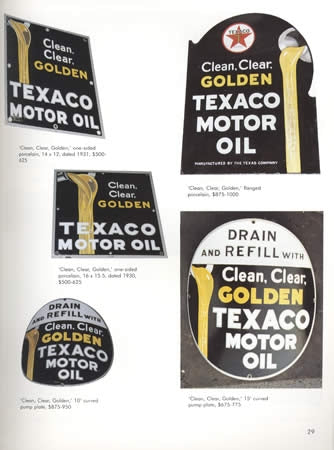 Clean,
Clear,
GOLDEN
TEXACO
MOTOR OIL
'Clean, Clear, Golden,' one-sided
porcelain, 14 x 12, dated 1931, $500-
625
TEXACO
Clean, Clear,
GOLDEN
TEXACO
MOTOR
OIL
MANUFACTURED BY THE TEXAS COMPANY
'Clean, Clear, Golden,' flanged
porcelain, $875-1000
Clean,
Clear,
GOLDEN
TEXACO
MOTOR OIL
'Clean, Clear, Golden,' one-sided
porcelain, 16 x 15.5, dated 1930,
$500-625
DRAIN
AND REFILL WITH
Clean, Clear,
GOLDEN
TEXACO
MOTOR
OIL
'Clean, Clear, Golden,' 10" curved
pump plate, $875-950
DRAIN
AND REFILL WITH
Clean, Clear,
GOLDEN
TEXACO
MOTOR
OIL
'Clean, Clear, Golden,' 15' curved
pump plate, $675-775
29